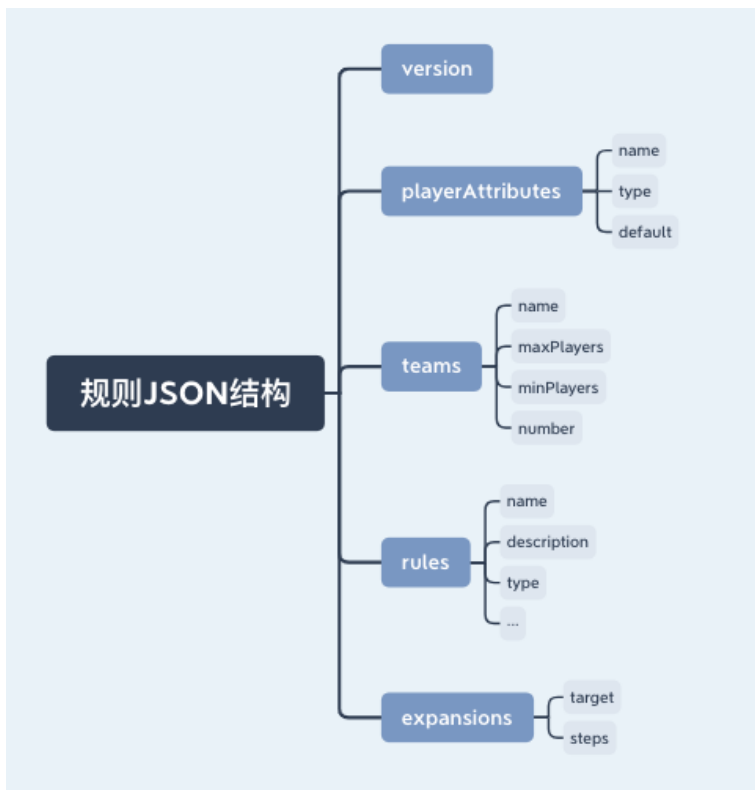 规则JSON结构
version
playerAttributes
name
type
default
teams
name
maxPlayers
minPlayers
number
rules
name
description
type
...
expansions
target
steps